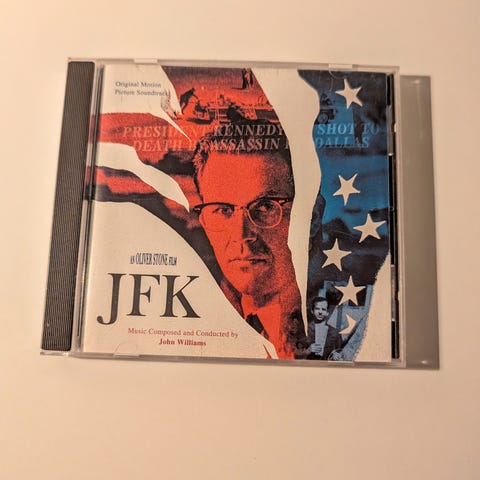 Original Motion
Picture Soundtrack
PRESIDENT KENNEDY SHOT TO
DEATH BY ASSASSIN DALLAS
AN OLIVER STONE FILM
JFK
Music Composed and Conducted by
John Williams